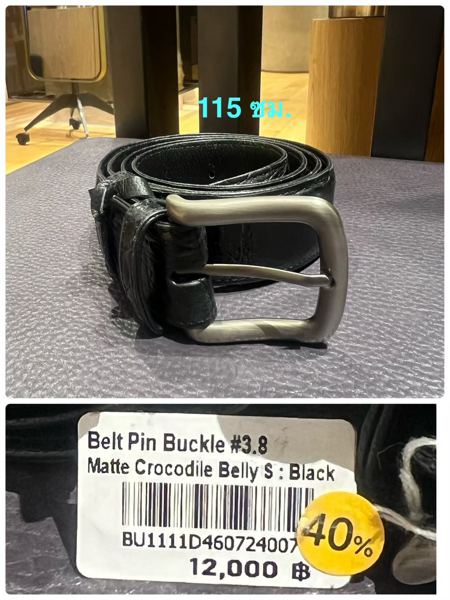 115 ซม.
Belt Pin Buckle #3.8
Matte Crocodile Belly S : Black
BU1111D460724007
40%
12,000 ฿